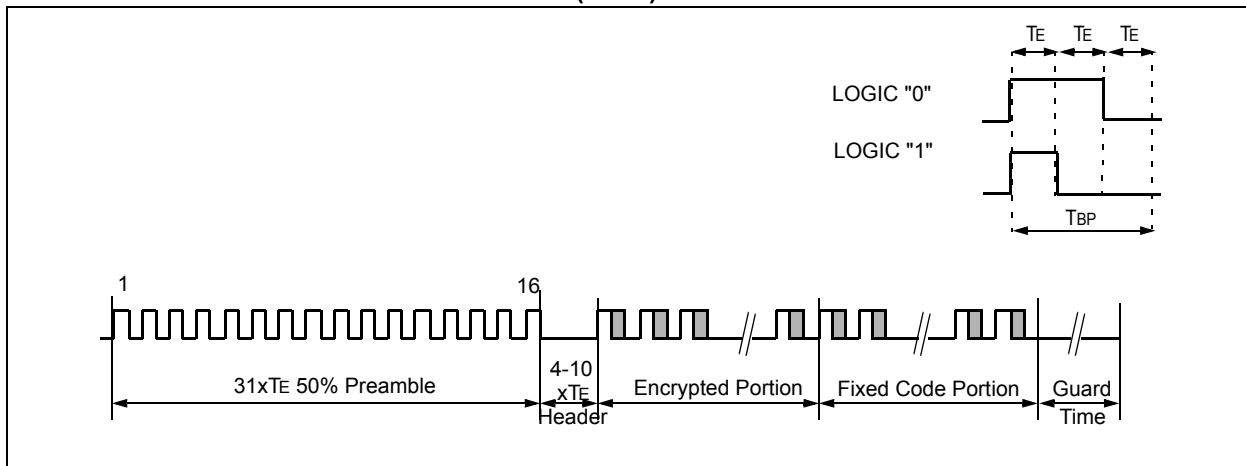 TE TE TE
LOGIC "0"
LOGIC "1"
TBP
1 16
31xTE 50% Preamble
4-10
xTE
Header
Encrypted Portion
Fixed Code Portion
Guard
Time